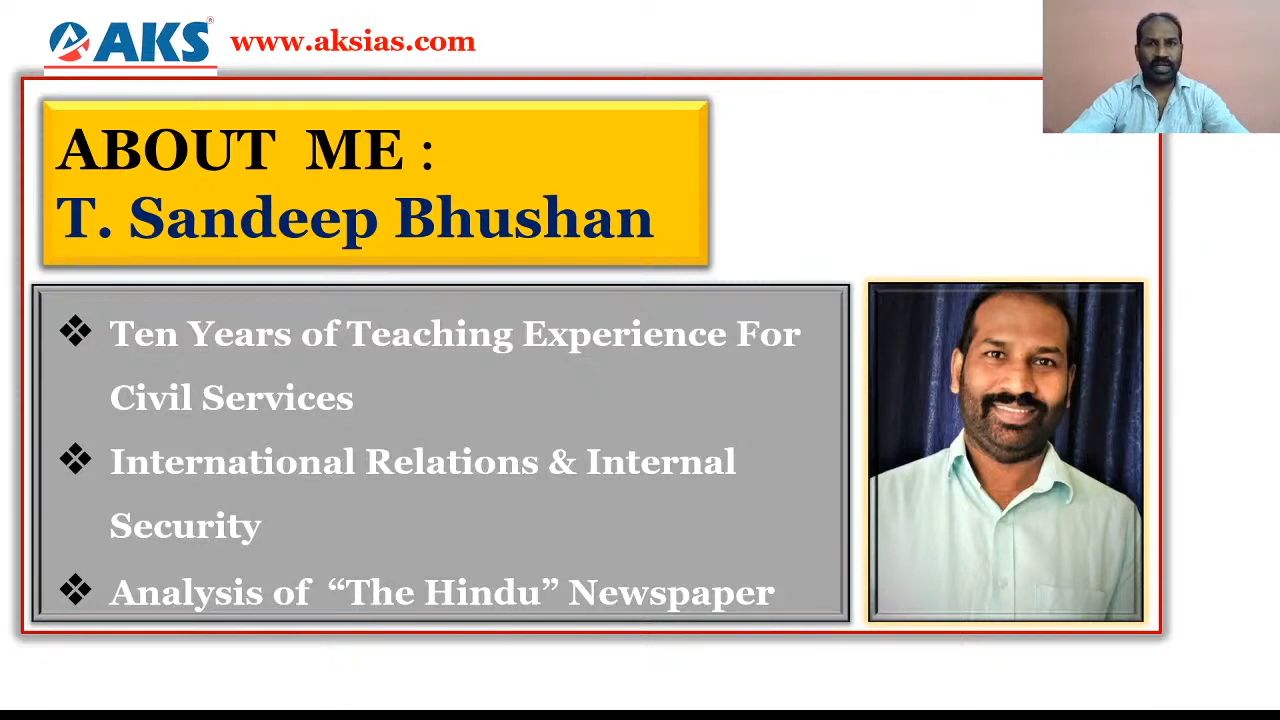 AKS®
www.aksias.com
ABOUT ME :
T. Sandeep Bhushan
❖ Ten Years of Teaching Experience For
Civil Services
❖ International Relations & Internal
Security
❖ Analysis of “The Hindu” Newspaper